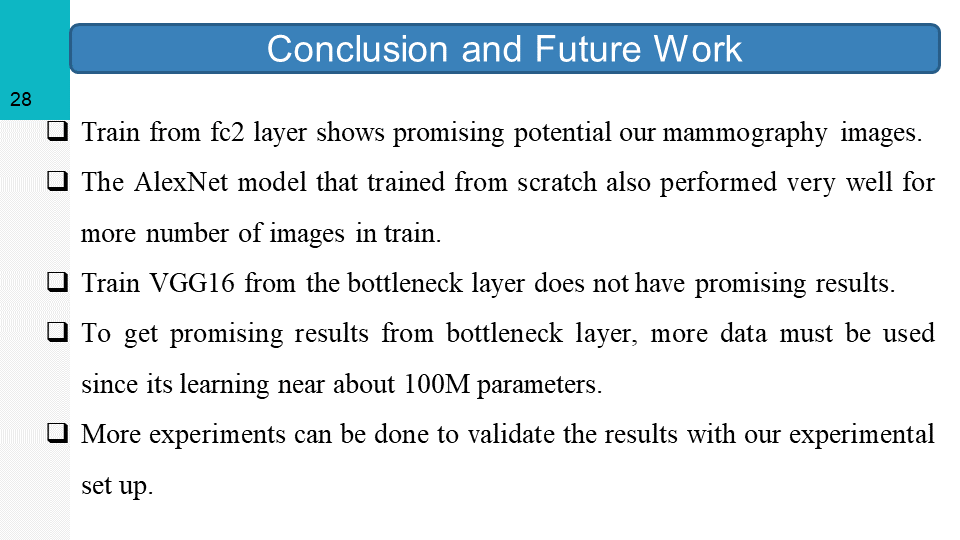 Conclusion and Future Work
28
❑ Train from fc2 layer shows promising potential our mammography images.
❑ The AlexNet model that trained from scratch also performed very well for
more number of images in train.
❑ Train VGG16 from the bottleneck layer does not have promising results.
❑ To get promising results from bottleneck layer, more data must be used
since its learning near about 100M parameters.
❑ More experiments can be done to validate the results with our experimental
set up.